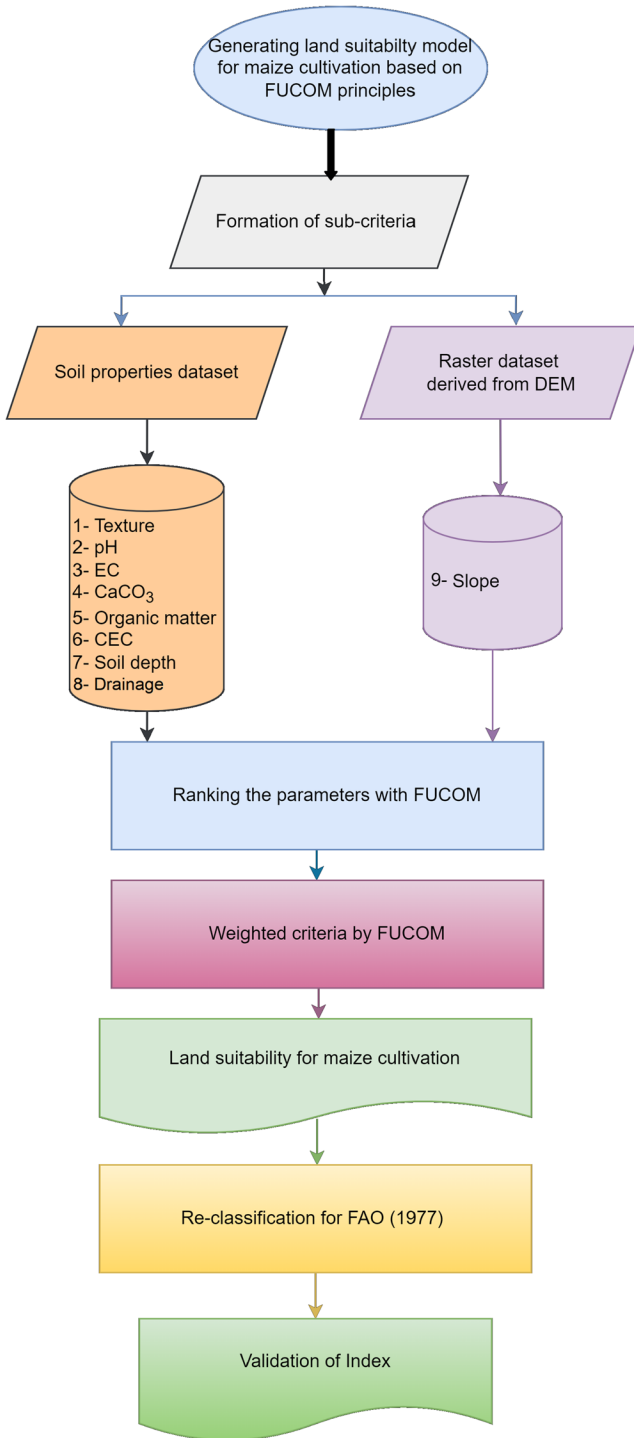 Generating land suitabilty model
for maize cultivation based on
FUCOM principles
Formation of sub-criteria
Soil properties dataset
Raster dataset
derived from DEM
1- Texture
2- pH
3- EC
4- CaCO₃
5- Organic matter
6- CEC
7- Soil depth
8- Drainage
9- Slope
Ranking the parameters with FUCOM
Weighted criteria by FUCOM
Land suitability for maize cultivation
Re-classification for FAO (1977)
Validation of Index